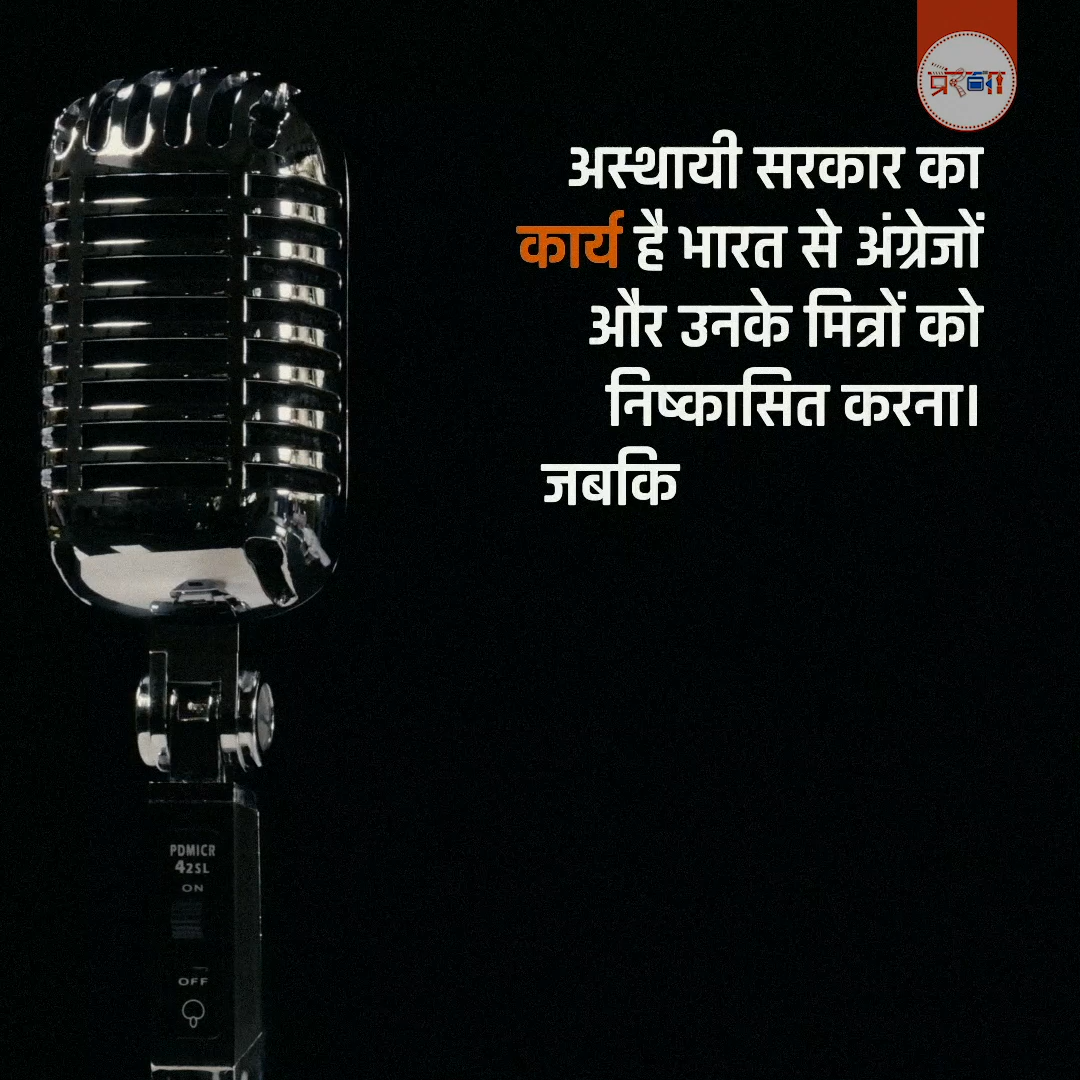 अस्थायी सरकार का
कार्य है भारत से अंग्रेजों
और उनके मित्रों को
निष्कासित करना।
जबकि
PDMICR
42SL
ON
OFF